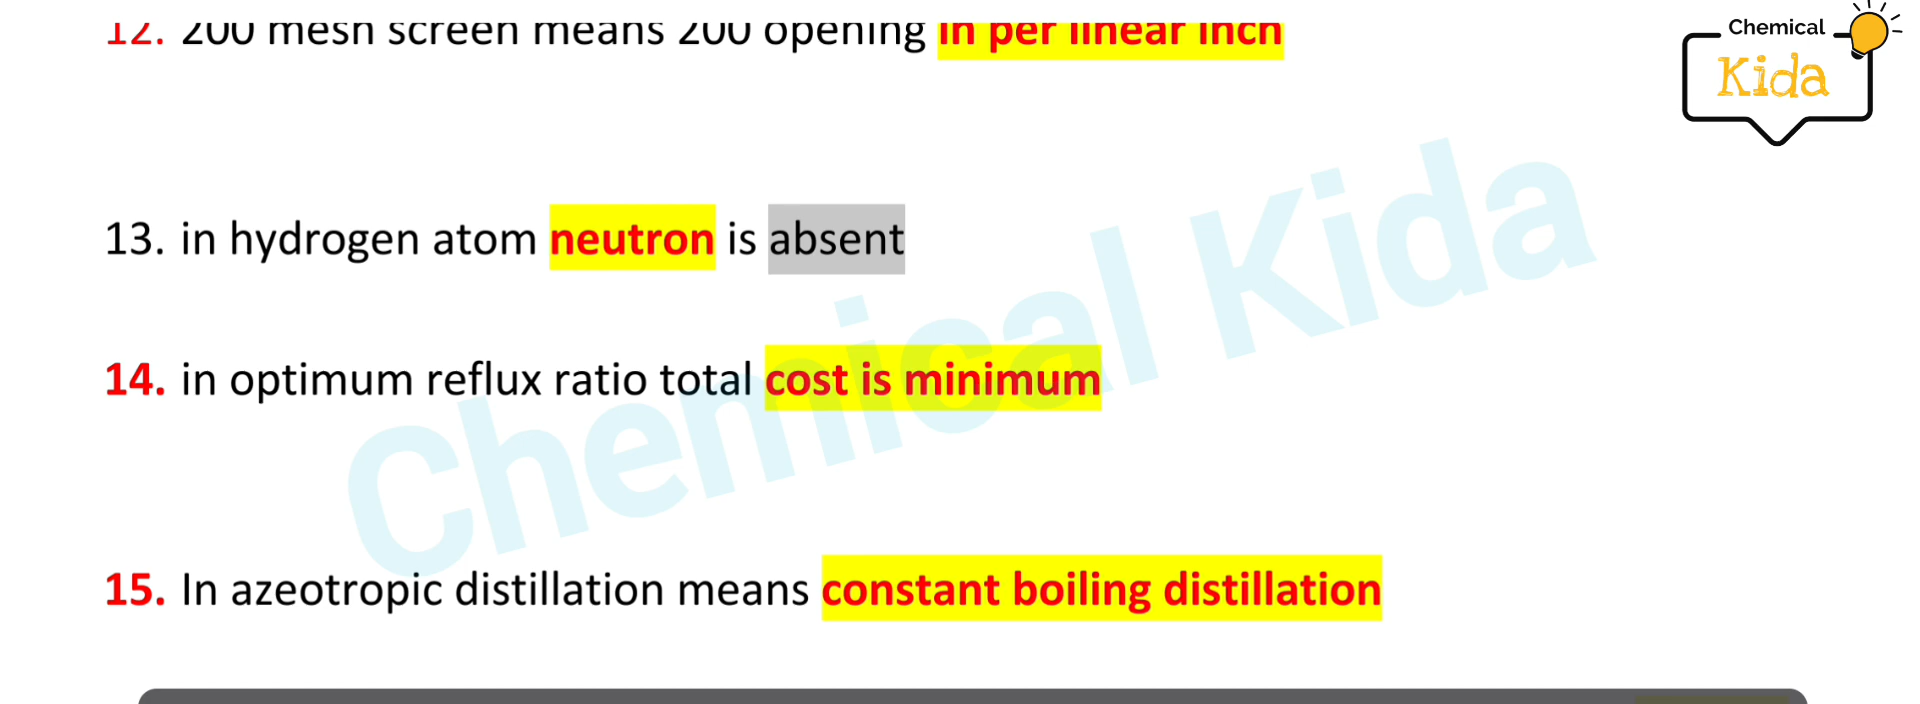 12. 200 mesh screen means 200 opening in per linear inch
Chemical
Kida
13. in hydrogen atom neutron is absent
14. in optimum reflux ratio total cost is minimum
15. In azeotropic distillation means constant boiling distillation
Chemical Kida